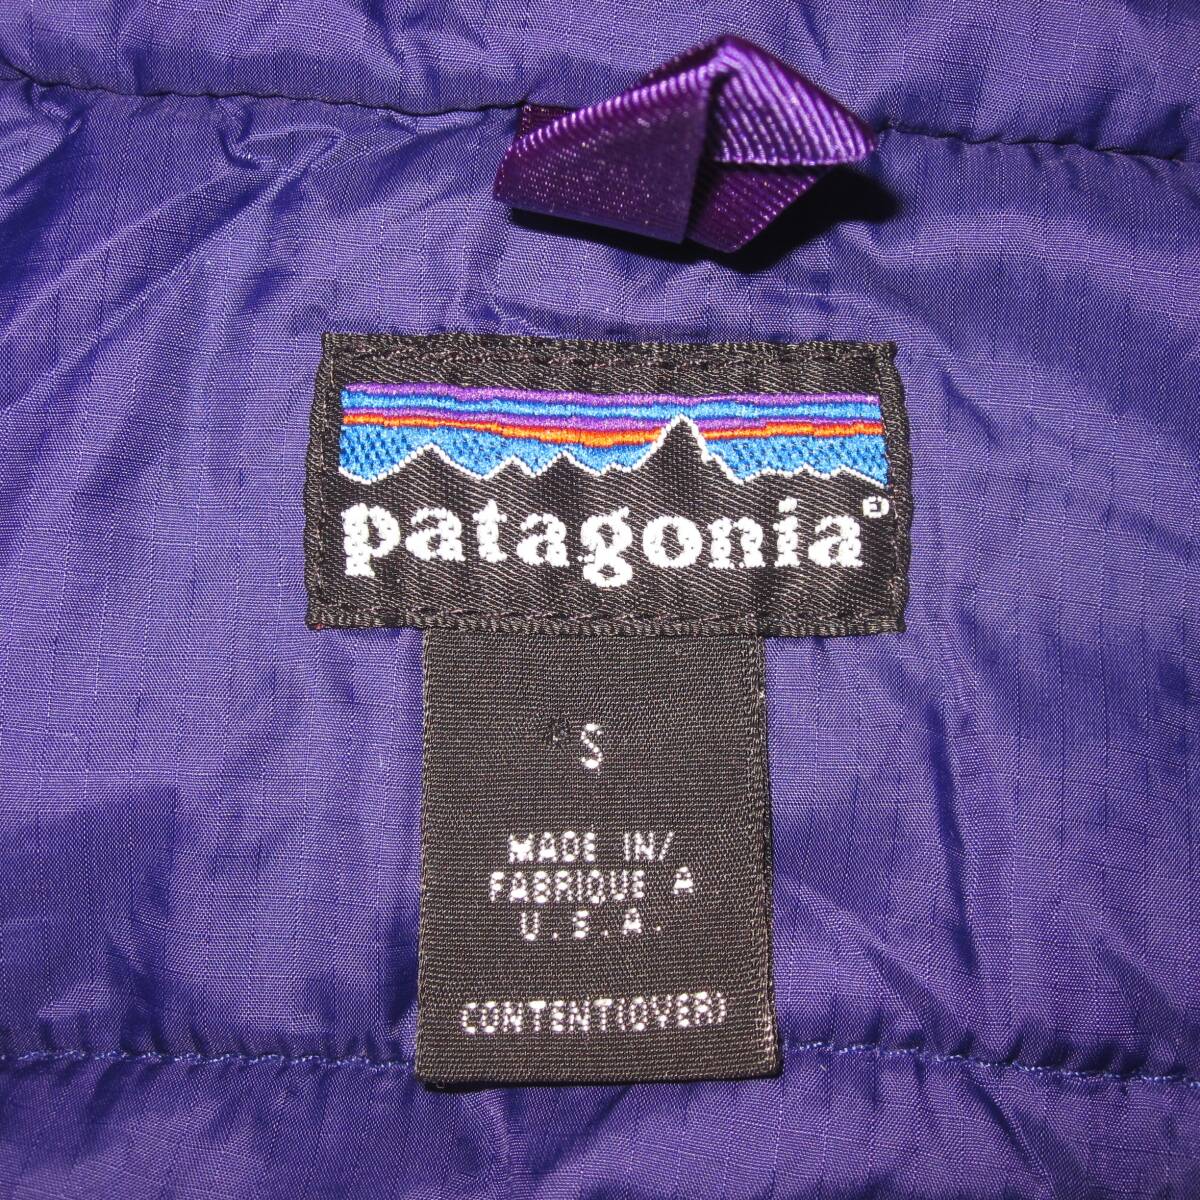 patagonia®
S
MADE IN/
FABRIQUE A
U.S.A.
CONTENT(OVER)